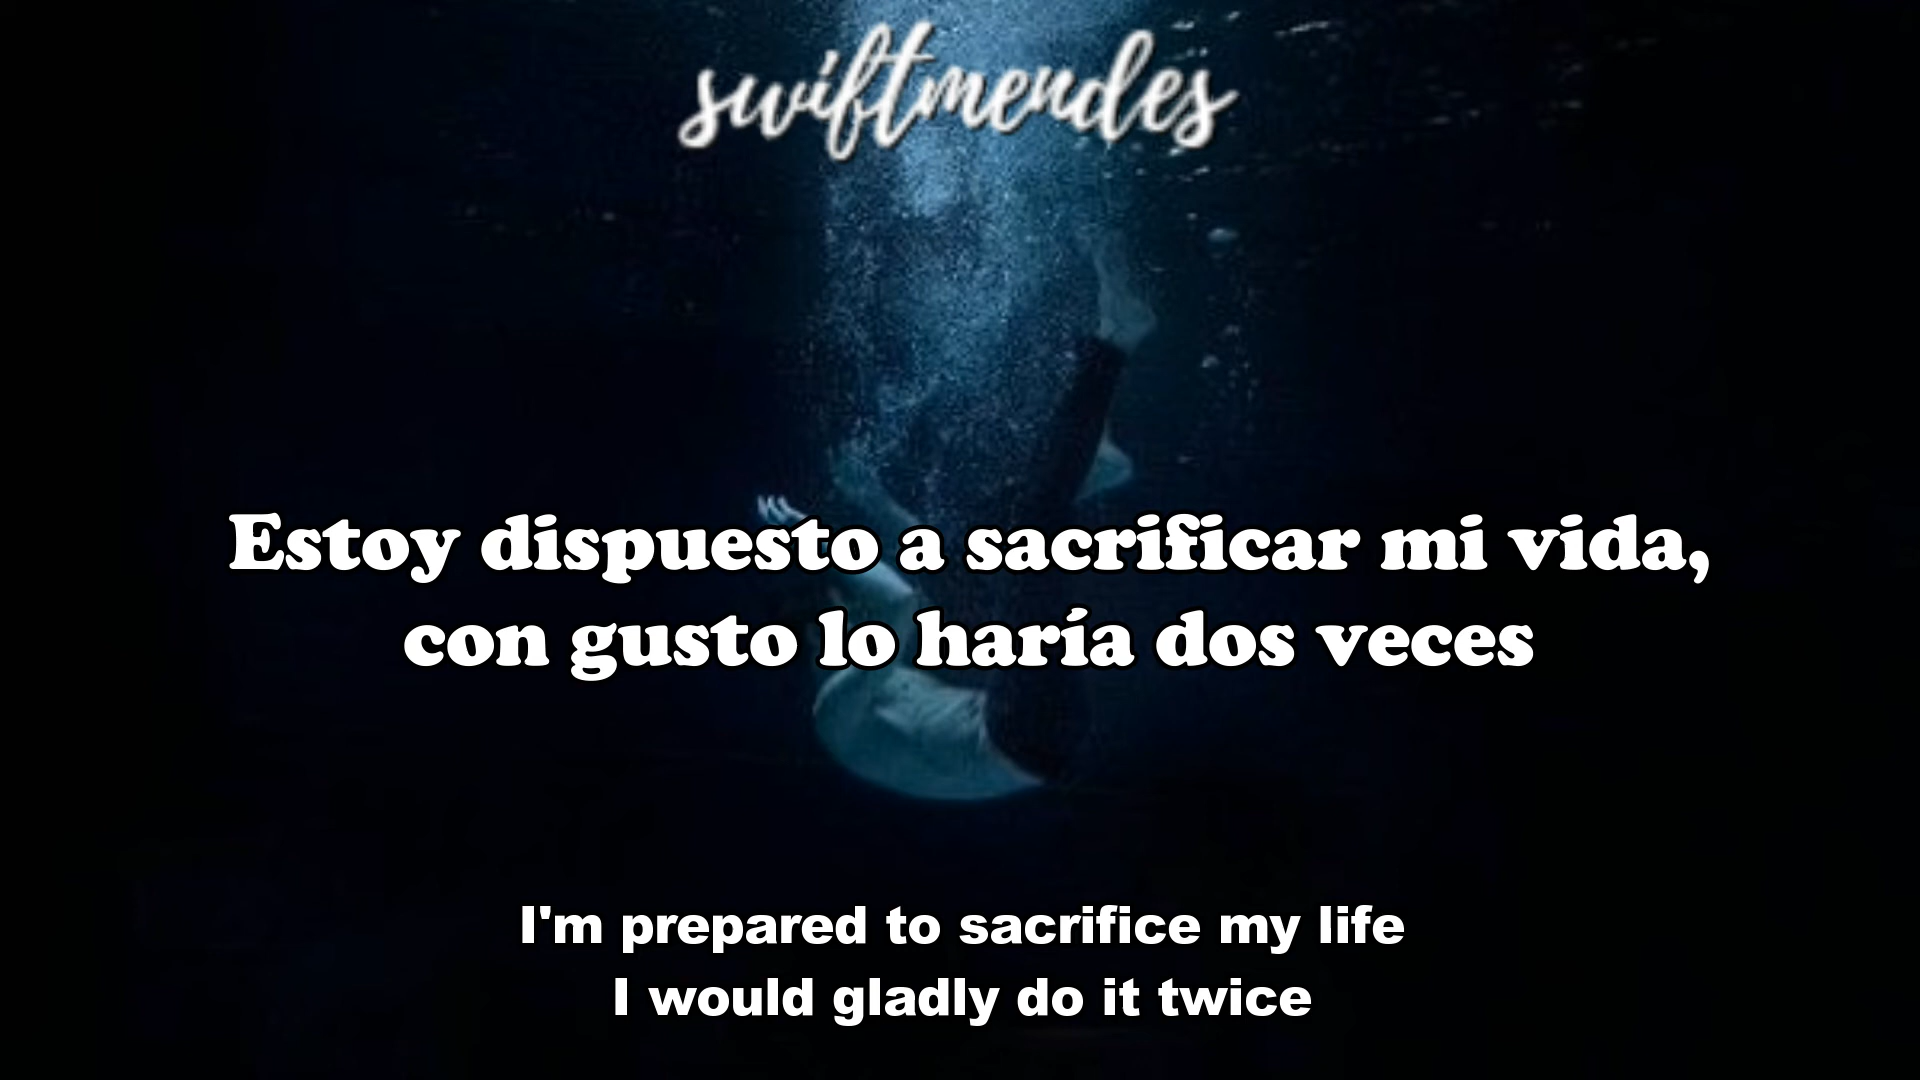 swiftmendes
Estoy dispuesto a sacrificar mi vida,
con gusto lo haría dos veces
I'm prepared to sacrifice my life
I would gladly do it twice